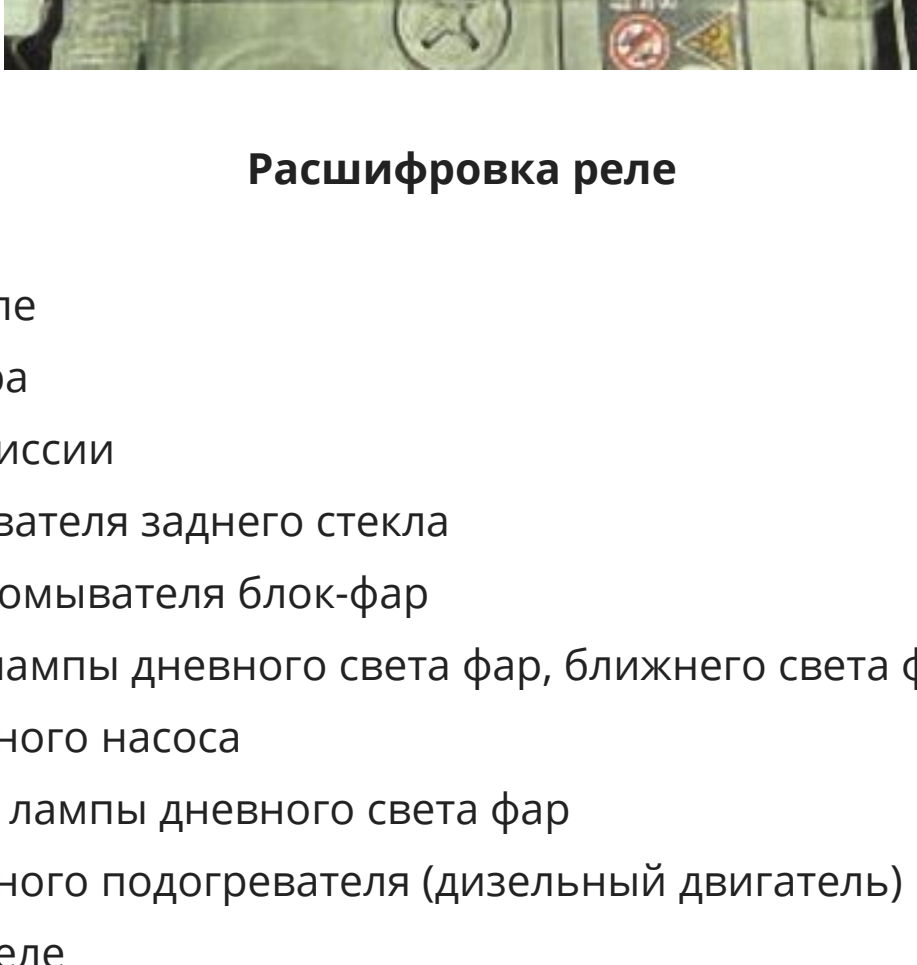 Расшифровка реле
ле
ра
иссии
вателя заднего стекла
омывателя блок-фар
лампы дневного света фар, ближнего света ф
ного насоса
лампы дневного света фар
ного подогревателя (дизельный двигатель)
еле